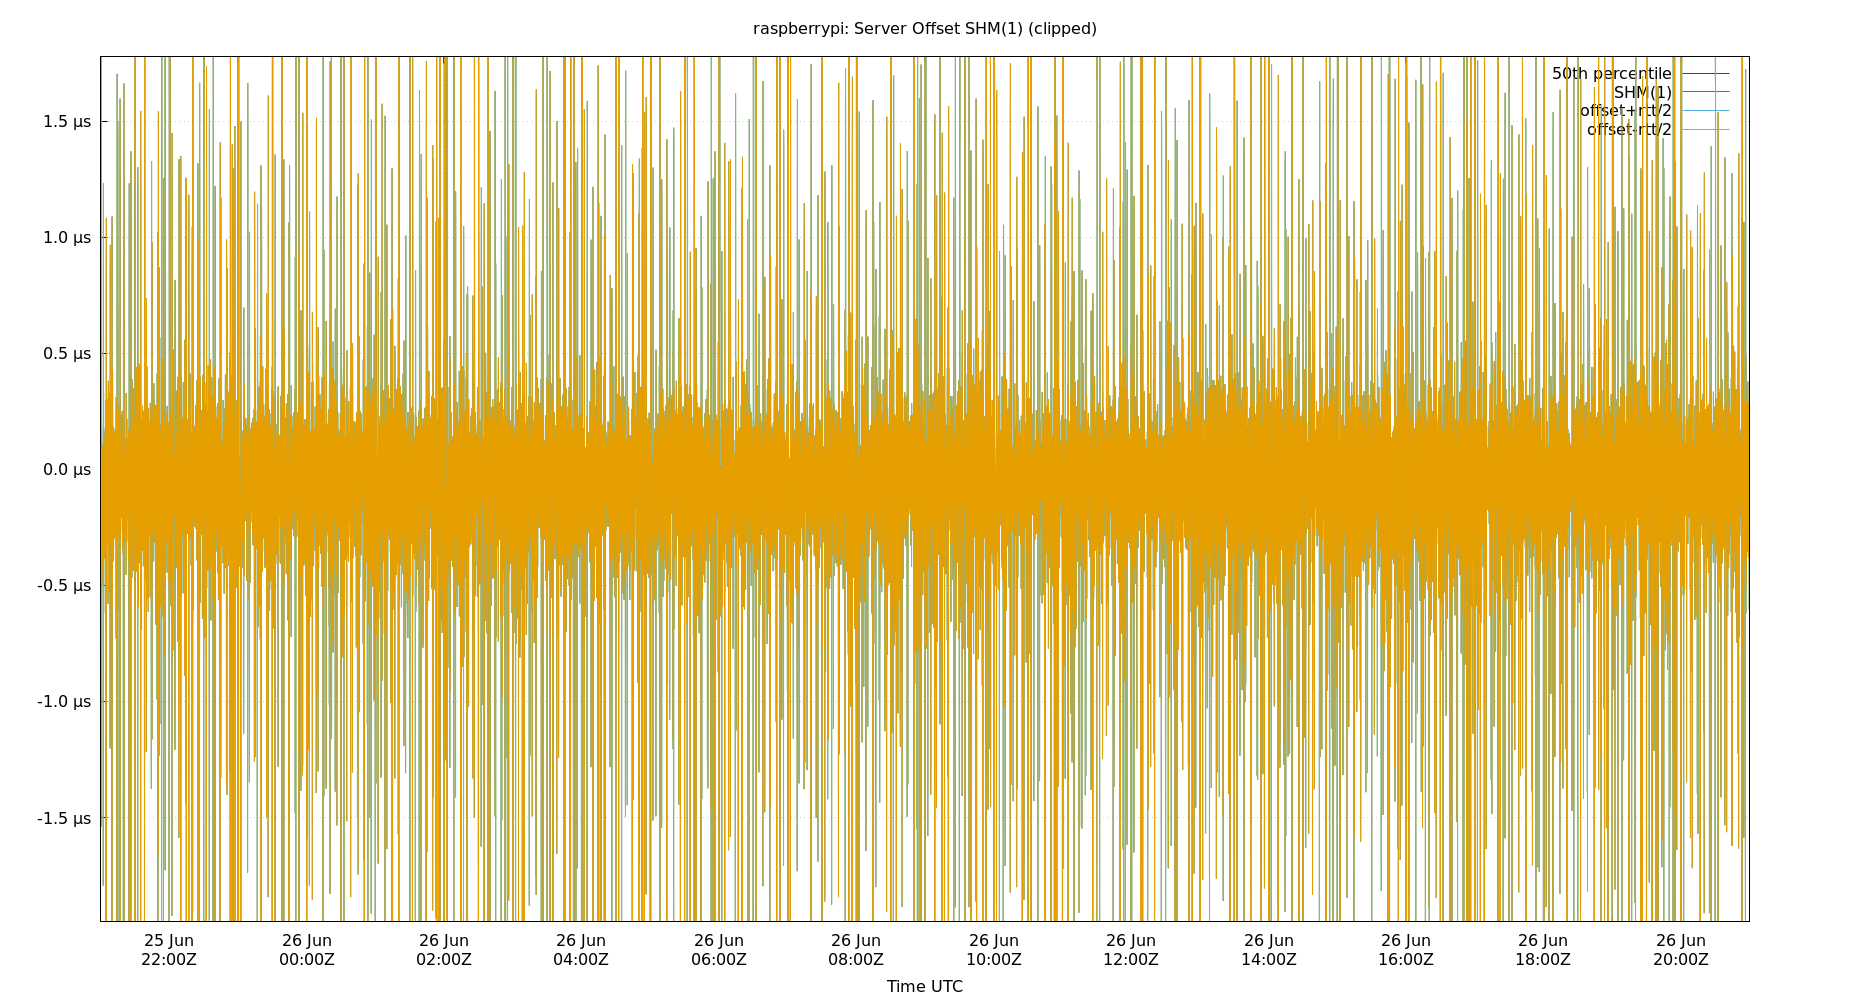 raspberrypi: Server Offset SHM(1) (clipped)
50th percentile
SHM(1)
offset+rtt/2
offset-rtt/2
1.5 µs
1.0 µs
0.5 µs
0.0 µs
-0.5 µs
-1.0 µs
-1.5 µs
25 Jun 26 Jun 26 Jun 26 Jun 26 Jun 26 Jun 26 Jun 26 Jun 26 Jun 26 Jun 26 Jun 26 Jun
22:00Z 00:00Z 02:00Z 04:00Z 06:00Z 08:00Z 10:00Z 12:00Z 14:00Z 16:00Z 18:00Z 20:00Z
Time UTC